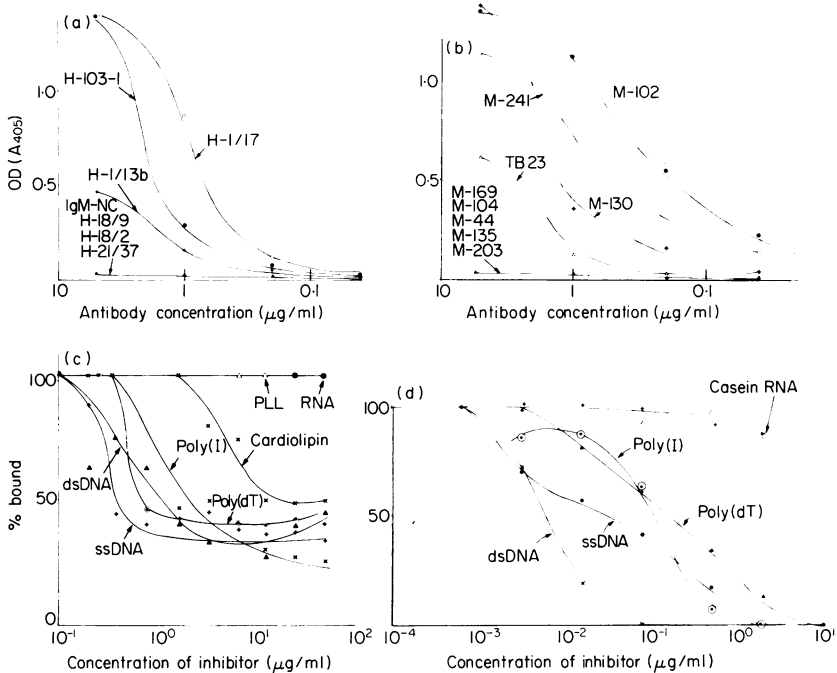 (a)
H-103-1
1·0
H-1/17
OD (A₄₀₅)
H-1/13b
0·5
IgM-NC
H-18/9
H-18/2
H-21/37
0
10
1
0·1
Antibody concentration (μg/ml)
(b)
1·0
M-241
M-102
TB23
0·5
M-169
M-104
M-44
M-135
M-203
M-130
0
10
1
0·1
Antibody concentration (μg/ml)
(c)
100
PLL
RNA
Poly(I)
Cardiolipin
dsDNA
% bound
50
Poly(dT)
ssDNA
0
10⁻¹
10⁰
10¹
10²
Concentration of inhibitor (μg/ml)
(d)
Casein RNA
100
Poly(I)
Poly(dT)
50
dsDNA
ssDNA
0
10⁻⁴
10⁻³
10⁻²
10⁻¹
10⁰
10¹
Concentration of inhibitor (μg/ml)